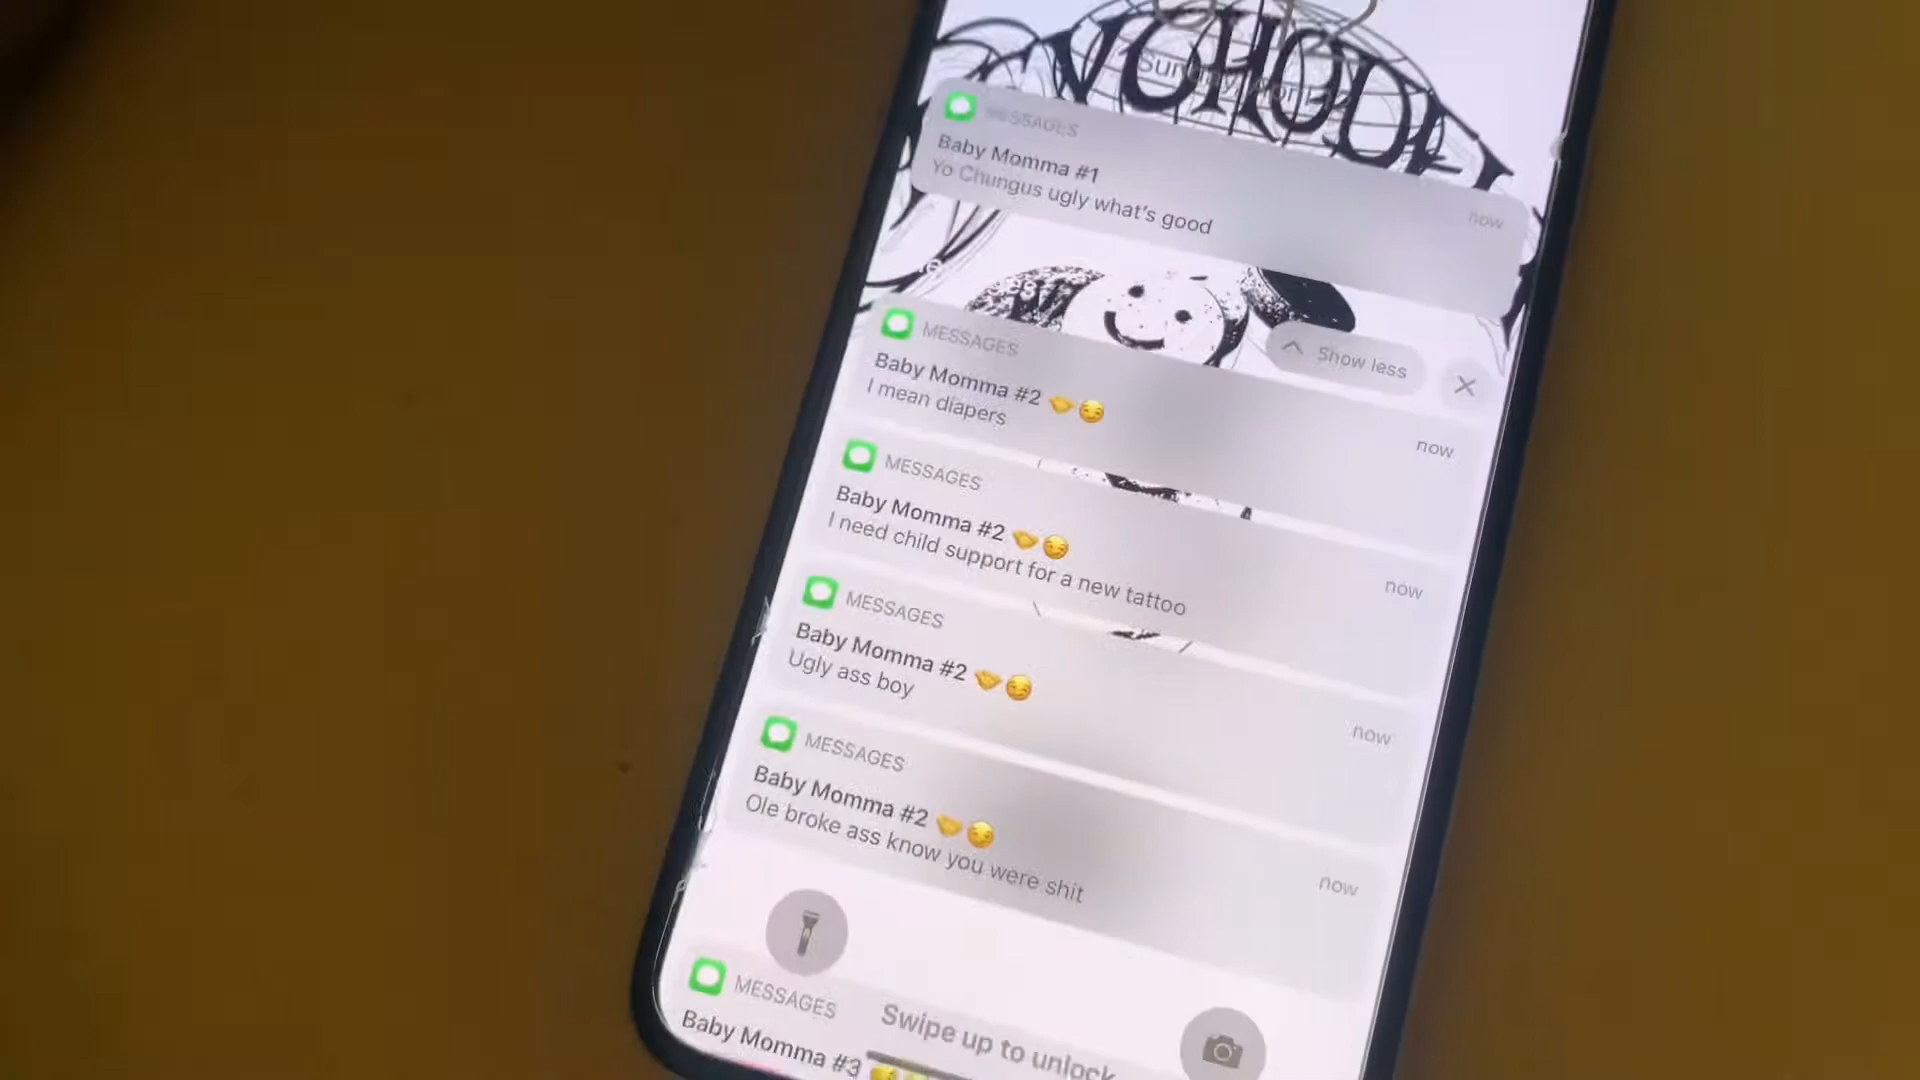 MESSAGES
Baby Momma #1
Yo Chungus ugly what's good
now
Show less
MESSAGES
Baby Momma #2 🤝😏
I mean diapers
now
MESSAGES
Baby Momma #2 🤝😏
I need child support for a new tattoo
now
MESSAGES
Baby Momma #2 🤝😏
Ugly ass boy
now
MESSAGES
Baby Momma #2 🤝😏
Ole broke ass know you were shit
now
MESSAGES
Baby Momma #3
Swipe up to unlock